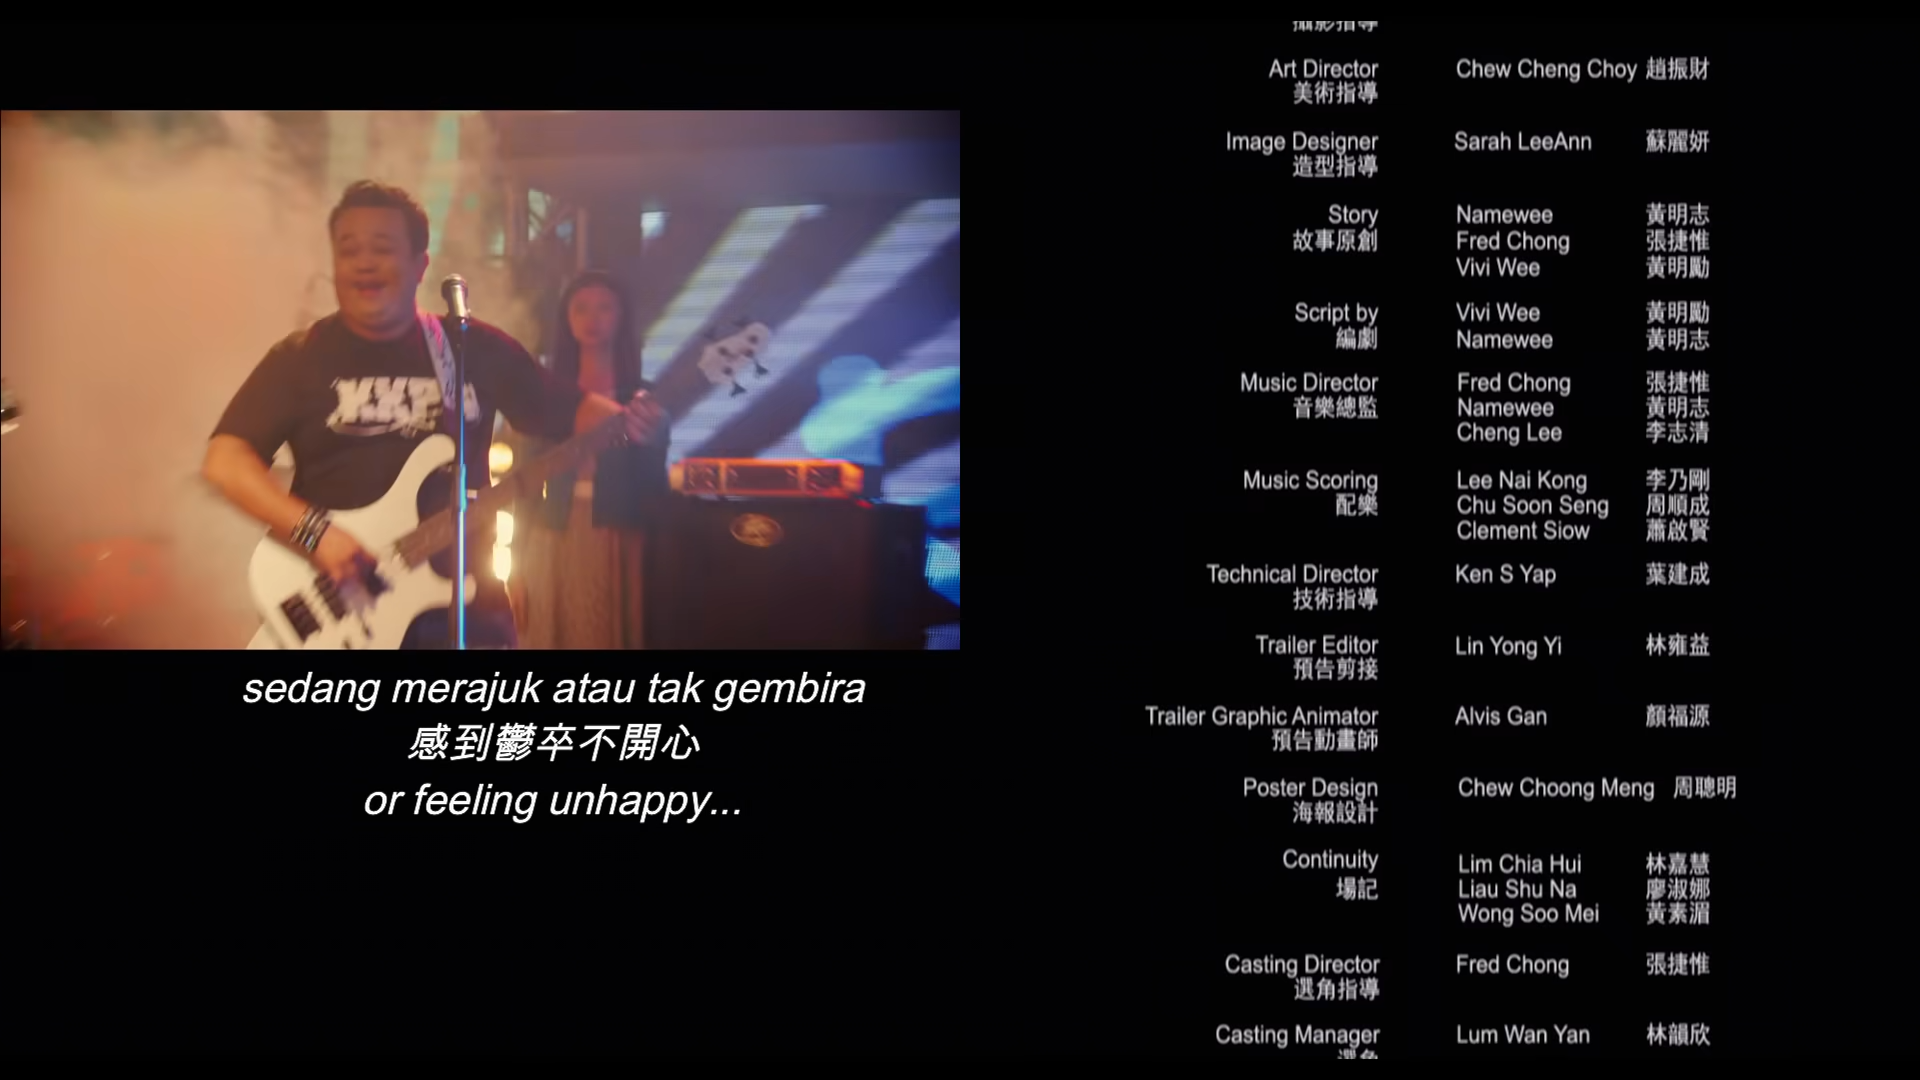 sedang merajuk atau tak gembira
感到鬱卒不開心
or feeling unhappy...
攝影指導
Art Director Chew Cheng Choy 趙振財
美術指導
Image Designer Sarah LeeAnn 蘇麗妍
造型指導
Story Namewee 黃明志
故事原創 Fred Chong 張捷惟
Vivi Wee 黃明勵
Script by Vivi Wee 黃明勵
編劇 Namewee 黃明志
Music Director Fred Chong 張捷惟
音樂總監 Namewee 黃明志
Cheng Lee 李志清
Music Scoring Lee Nai Kong 李乃剛
配樂 Chu Soon Seng 周順成
Clement Siow 蕭啟賢
Technical Director Ken S Yap 葉建成
技術指導
Trailer Editor Lin Yong Yi 林雍益
預告剪接
Trailer Graphic Animator Alvis Gan 顏福源
預告動畫師
Poster Design Chew Choong Meng 周聰明
海報設計
Continuity Lim Chia Hui 林嘉慧
場記 Liau Shu Na 廖淑娜
Wong Soo Mei 黃素湄
Casting Director Fred Chong 張捷惟
選角指導
Casting Manager Lum Wan Yan 林韻欣
選角